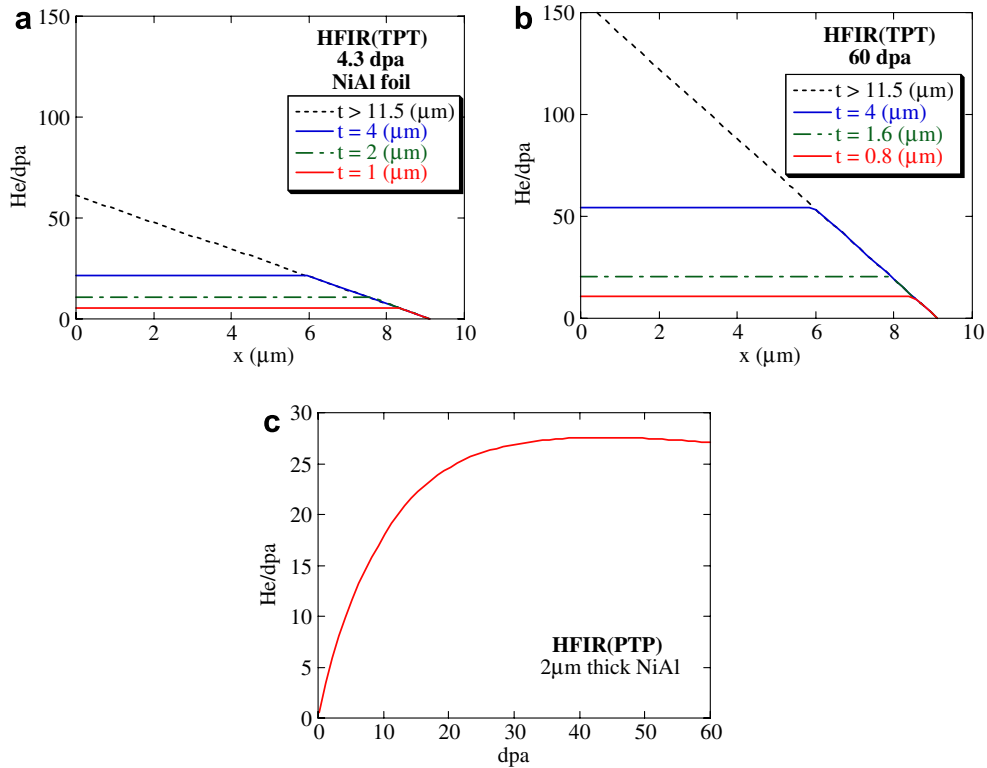 a
150
100
50
0
He/dpa
HFIR(TPT)
4.3 dpa
NiAl foil
t > 11.5 (μm)
t = 4 (μm)
t = 2 (μm)
t = 1 (μm)
0 2 4 6 8 10
x (μm)
b
150
100
50
0
He/dpa
HFIR(TPT)
60 dpa
t > 11.5 (μm)
t = 4 (μm)
t = 1.6 (μm)
t = 0.8 (μm)
0 2 4 6 8 10
x (μm)
c
30
25
20
15
10
5
0
He/dpa
HFIR(PTP)
2μm thick NiAl
0 10 20 30 40 50 60
dpa